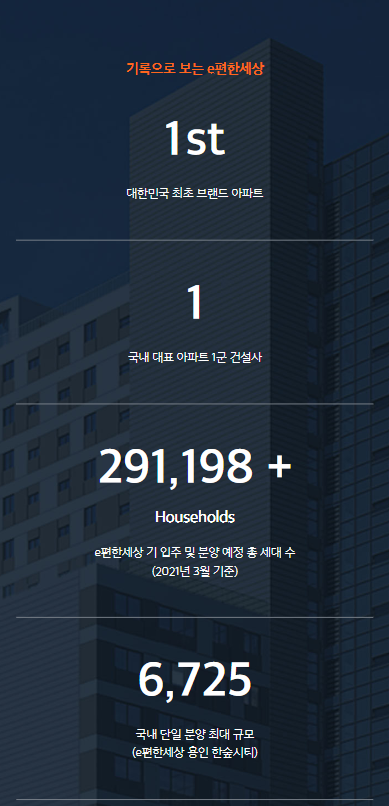 기록으로 보는 e편한세상
1st
대한민국 최초 브랜드 아파트
1
국내 대표 아파트 1군 건설사
291,198 +
Households
e편한세상 기 입주 및 분양 예정 총 세대 수
(2021년 3월 기준)
6,725
국내 단일 분양 최대 규모
(e편한세상 용인 한숲시티)